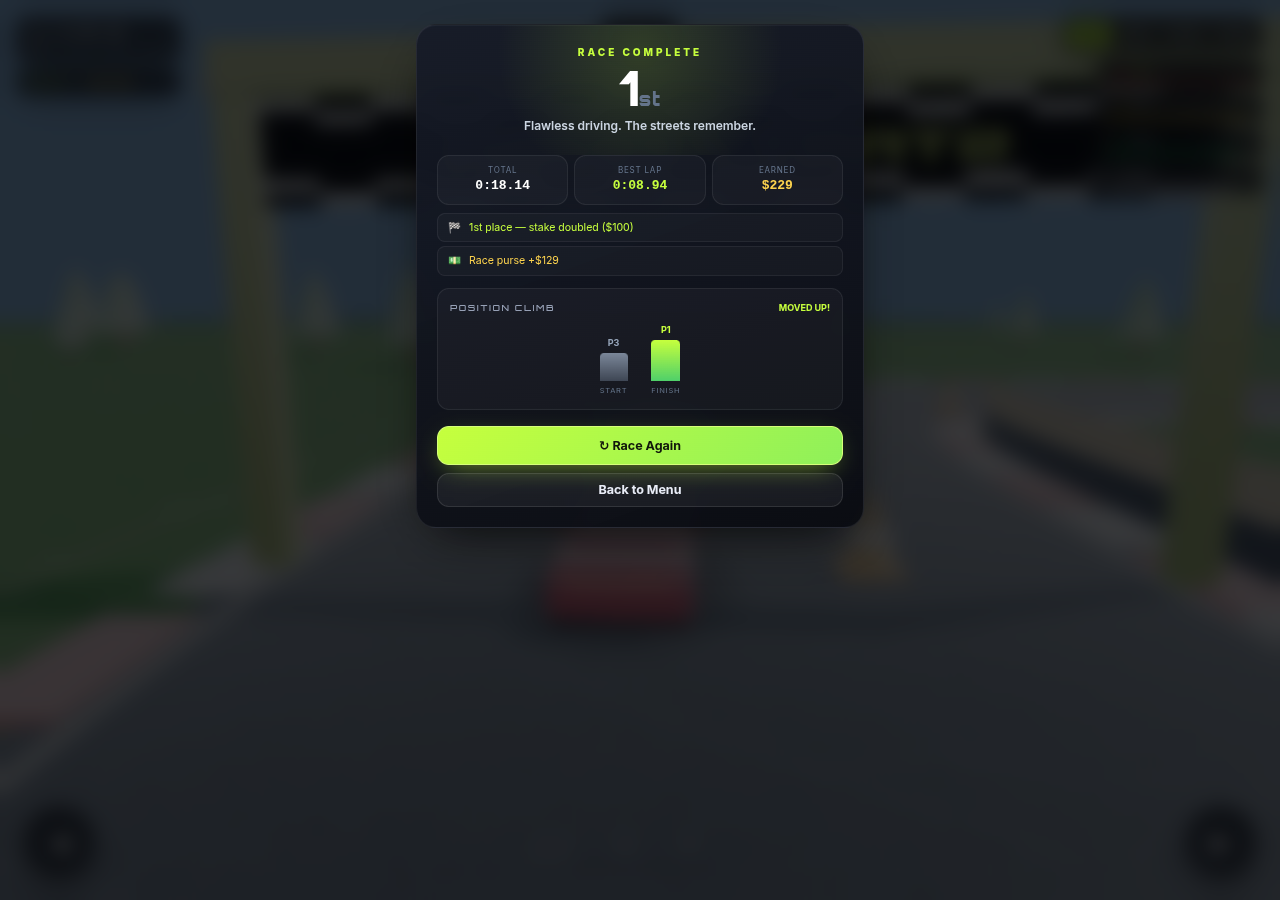 RACE COMPLETE
1st
Flawless driving. The streets remember.
TOTAL
0:18.14
BEST LAP
0:08.94
EARNED
$229
🏁 1st place — stake doubled ($100)
💵 Race purse +$129
POSITION CLIMB
MOVED UP!
P3
START
P1
FINISH
↻ Race Again
Back to Menu